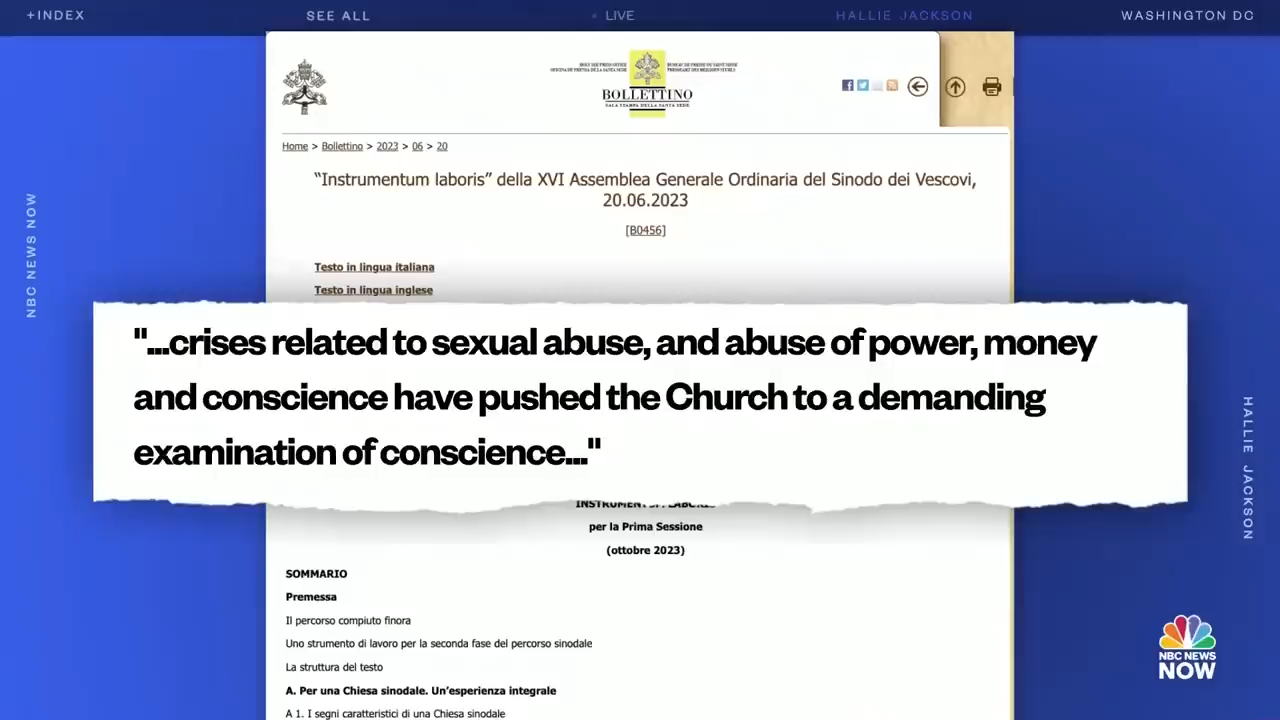 +INDEX
SEE ALL
LIVE
HALLIE JACKSON
WASHINGTON DC
NBC NEWS NOW
BOLLETTINO
SALA STAMPA DELLA SANTA SEDE
Home > Bollettino > 2023 > 06 > 20
“Instrumentum laboris” della XVI Assemblea Generale Ordinaria del Sinodo dei Vescovi,
20.06.2023
[B0456]
Testo in lingua italiana
Testo in lingua inglese
"...crises related to sexual abuse, and abuse of power, money
and conscience have pushed the Church to a demanding
examination of conscience..."
per la Prima Sessione
(ottobre 2023)
SOMMARIO
Premessa
Il percorso compiuto finora
Uno strumento di lavoro per la seconda fase del percorso sinodale
La struttura del testo
A. Per una Chiesa sinodale. Un’esperienza integrale
A 1. I segni caratteristici di una Chiesa sinodale
HALLIE JACKSON
NBC NEWS
NOW